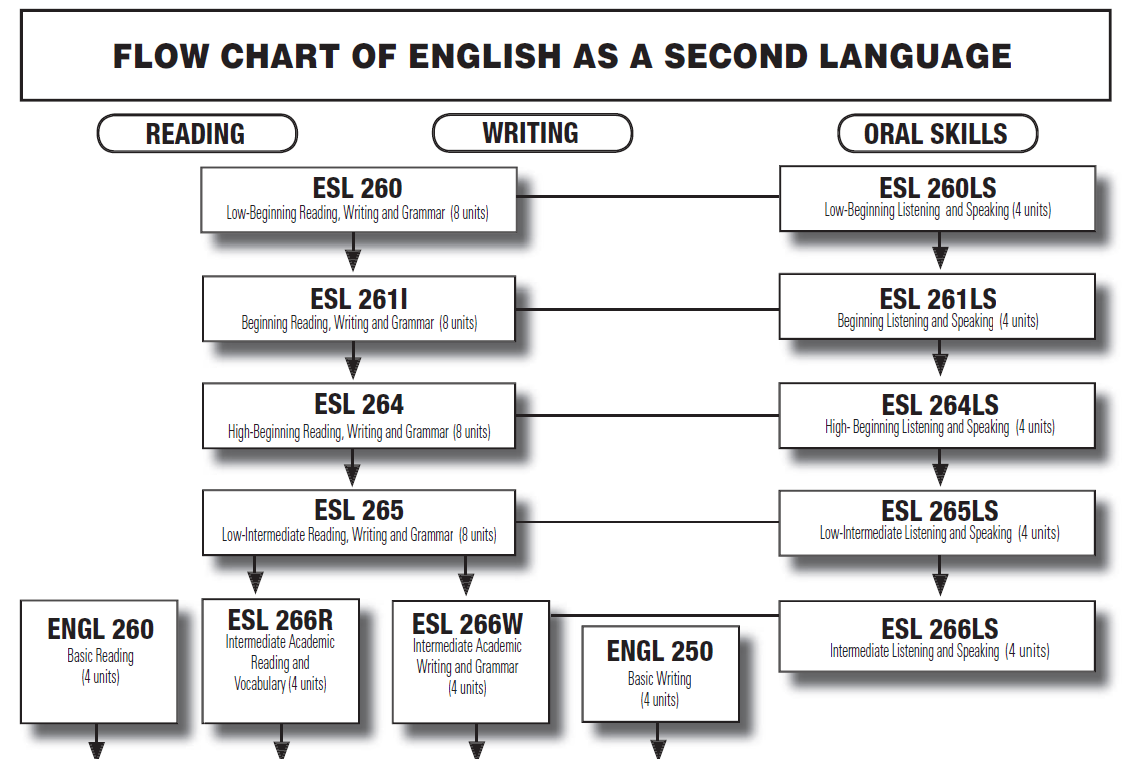 FLOW CHART OF ENGLISH AS A SECOND LANGUAGE
READING
WRITING
ORAL SKILLS
ESL 260
Low-Beginning Reading, Writing and Grammar (8 units)
ESL 260LS
Low-Beginning Listening and Speaking (4 units)
ESL 261I
Beginning Reading, Writing and Grammar (8 units)
ESL 261LS
Beginning Listening and Speaking (4 units)
ESL 264
High-Beginning Reading, Writing and Grammar (8 units)
ESL 264LS
High- Beginning Listening and Speaking (4 units)
ESL 265
Low-Intermediate Reading, Writing and Grammar (8 units)
ESL 265LS
Low-Intermediate Listening and Speaking (4 units)
ENGL 260
Basic Reading
(4 units)
ESL 266R
Intermediate Academic
Reading and
Vocabulary (4 units)
ESL 266W
Intermediate Academic
Writing and Grammar
(4 units)
ENGL 250
Basic Writing
(4 units)
ESL 266LS
Intermediate Listening and Speaking (4 units)